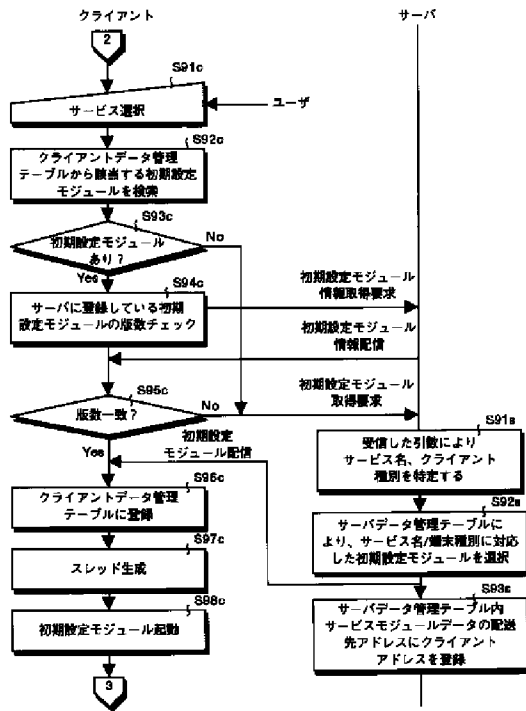 クライアント
サーバ
2
S91c
サービス選択
ユーザ
S92c
クライアントデータ管理
テーブルから該当する初期設定
モジュールを検索
S93c
初期設定モジュール
あり?
No
Yes
S94c
サーバに登録している初期
設定モジュールの版数チェック
初期設定モジュール
情報取得要求
初期設定モジュール
情報配信
S95c
版数一致?
No
Yes
初期設定モジュール
取得要求
初期設定
モジュール配信
S91s
受信した引数により
サービス名、クライアント
種別を特定する
S96c
クライアントデータ管理
テーブルに登録
S92s
サーバデータ管理テーブルに
より、サービス名/端末種別に対応
した初期設定モジュールを選択
S97c
スレッド生成
S93s
サーバデータ管理テーブル内
サービスモジュールデータの配送
先アドレスにクライアント
アドレスを登録
S98c
初期設定モジュール起動
3